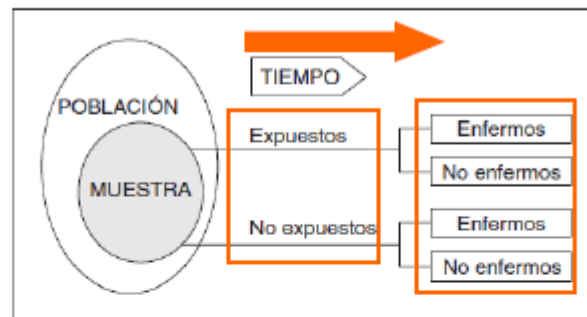 TIEMPO
POBLACIÓN
MUESTRA
Expuestos
Enfermos
No enfermos
No expuestos
Enfermos
No enfermos